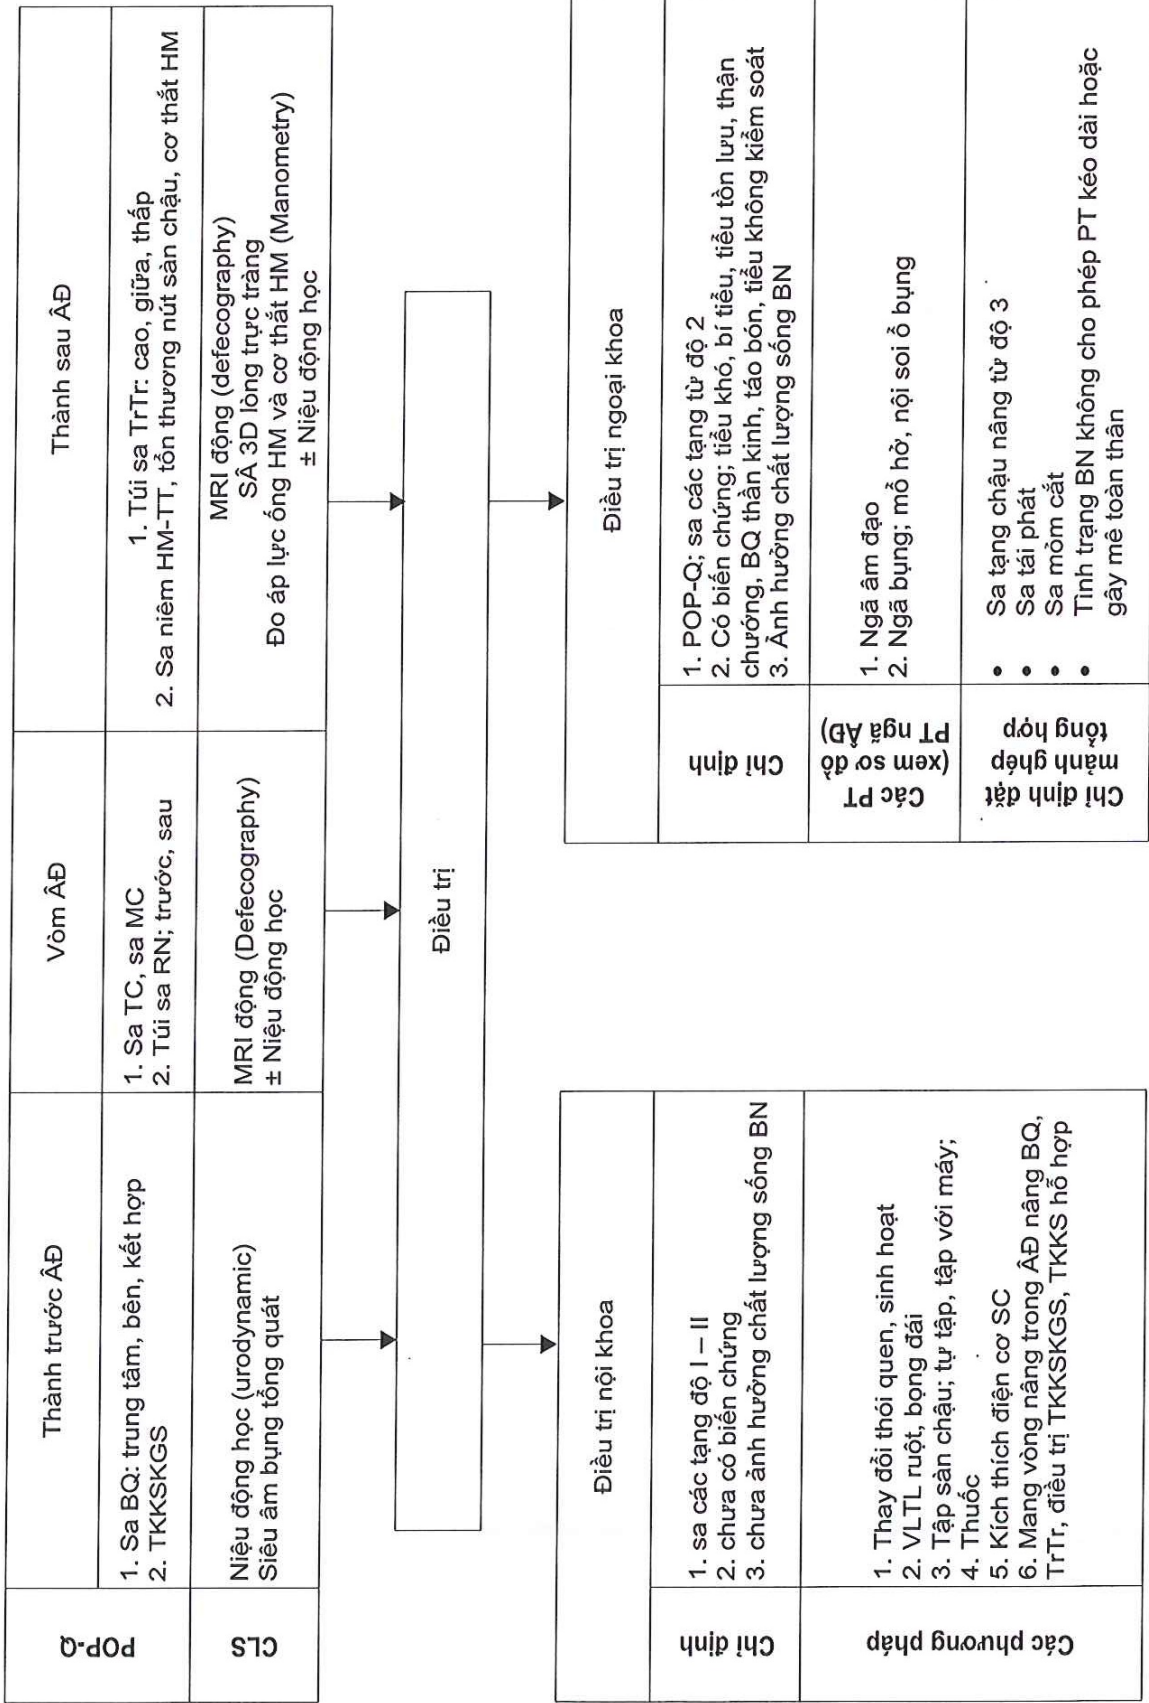 Thành trước ÂĐ
Vòm ÂĐ
Thành sau ÂĐ
POP-Q
1. Sa BQ: trung tâm, bên, kết hợp
2. TKKSKGS
1. Sa TC, sa MC
2. Túi sa RN; trước, sau
1. Túi sa TrTr: cao, giữa, thấp
2. Sa niêm HM-TT, tổn thương nút sàn chậu, cơ thắt HM
CLS
Niệu động học (urodynamic)
Siêu âm bụng tổng quát
MRI động (Defecography)
± Niệu động học
MRI động (defecography)
SÂ 3D lòng trực tràng
Đo áp lực ống HM và cơ thắt HM (Manometry)
± Niệu động học
Điều trị
Điều trị nội khoa
Chỉ định
1. sa các tạng độ I – II
2. chưa có biến chứng
3. chưa ảnh hưởng chất lượng sống BN
Các phương pháp
1. Thay đổi thói quen, sinh hoạt
2. VLTL ruột, bọng đái
3. Tập sàn chậu; tự tập, tập với máy;
4. Thuốc
5. Kích thích điện cơ SC
6. Mang vòng nâng trong ÂĐ nâng BQ,
TrTr, điều trị TKKSKGS, TKKS hỗ hợp
Điều trị ngoại khoa
Chỉ định
1. POP-Q; sa các tạng từ độ 2
2. Có biến chứng; tiểu khó, bí tiểu, tiểu tồn lưu, thận
chướng, BQ thần kinh, táo bón, tiểu không kiểm soát
3. Ảnh hưởng chất lượng sống BN
Các PT
(xem sơ đồ
PT ngã ÂĐ)
1. Ngã âm đạo
2. Ngã bụng; mổ hở, nội soi ổ bụng
Chỉ định đặt
mảnh ghép
tổng hợp
• Sa tạng chậu nâng từ độ 3
• Sa tái phát
• Sa mỏm cắt
• Tình trạng BN không cho phép PT kéo dài hoặc
gây mê toàn thân